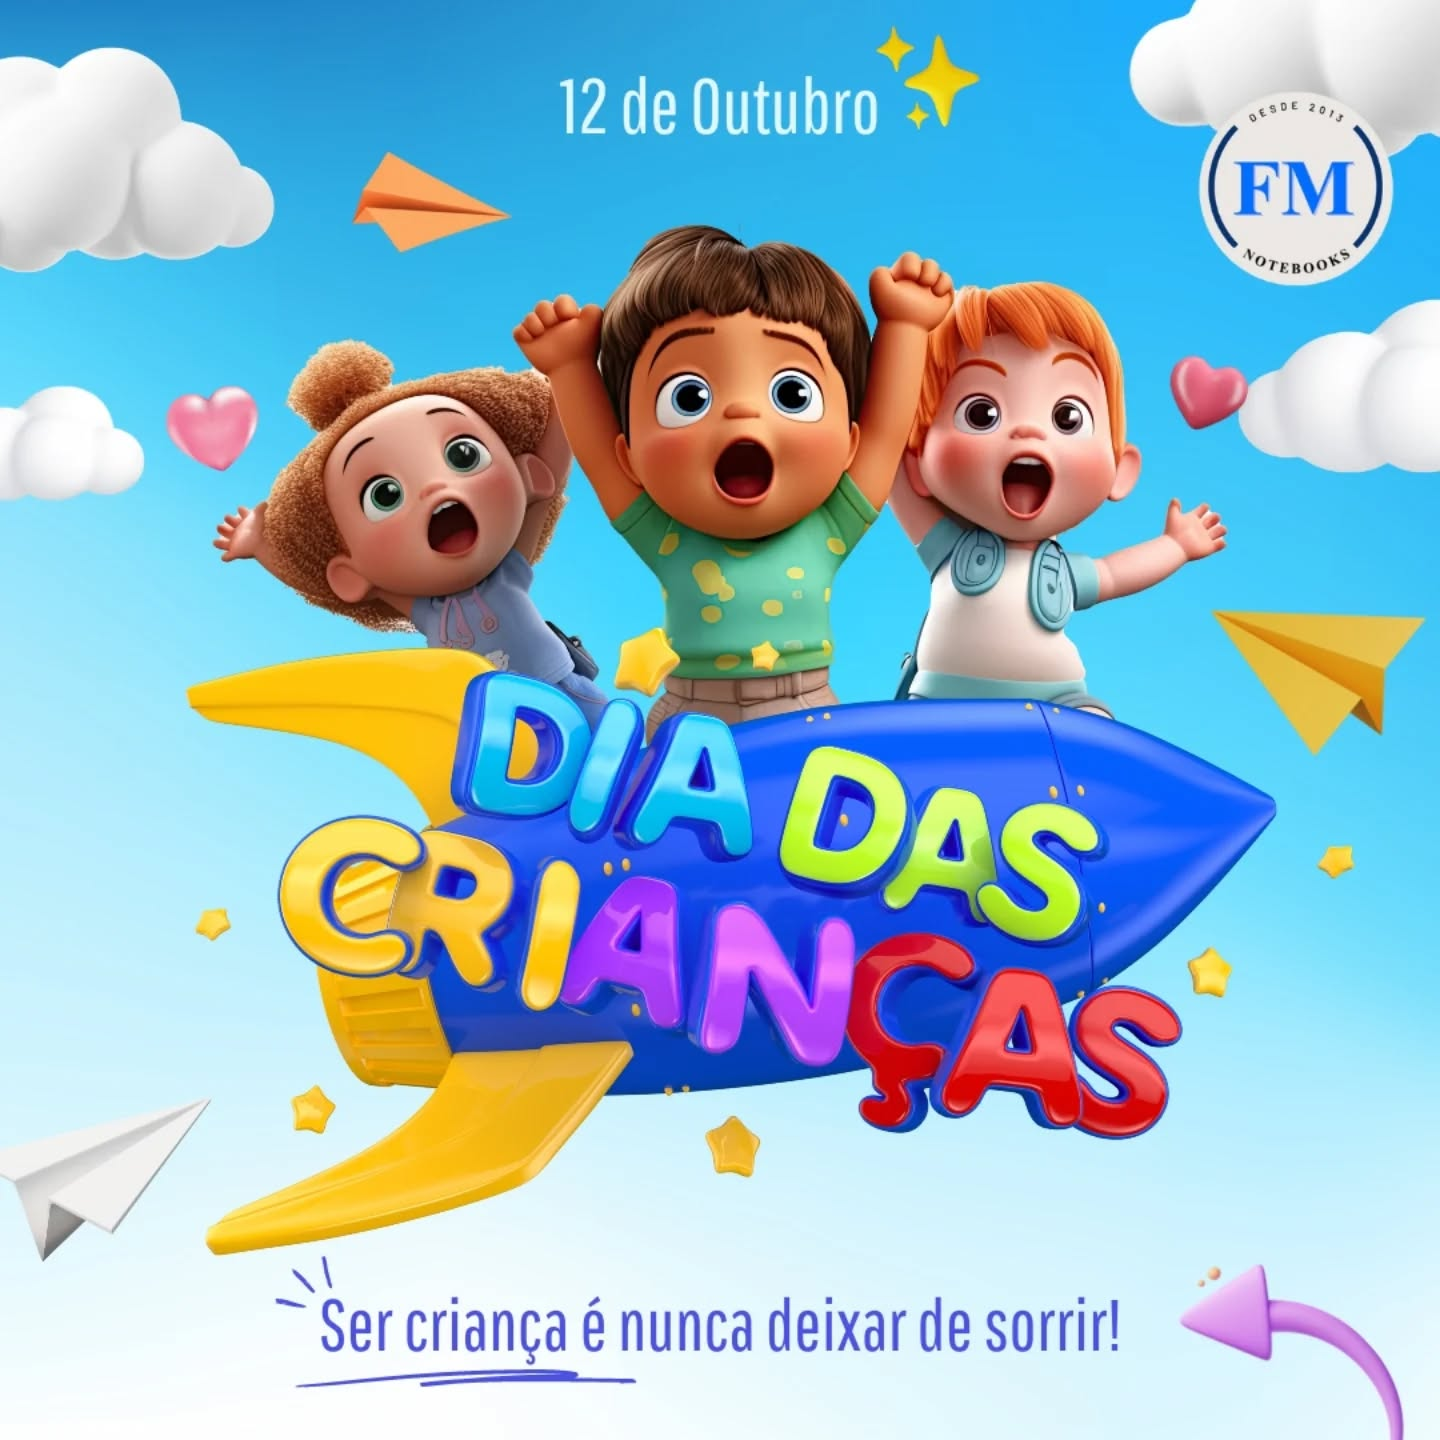 12 de Outubro
DESDE 2013
FM
NOTEBOOKS
DIA DAS
CRIANÇAS
Ser criança é nunca deixar de sorrir!